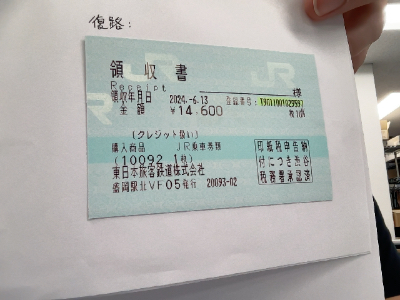 復路:
領収書
Receipt 様
領収年月日 2024.-6.13 登録番号:T9011001029597
金額 ¥14,600 税10%
(クレジット扱い)
購入商品 JR乗車券類
(10092 1枚)
東日本旅客鉄道株式会社
盛岡駅北VF05発行 20093-02
印紙税申告納
付につき渋谷
税務署承認済
JR